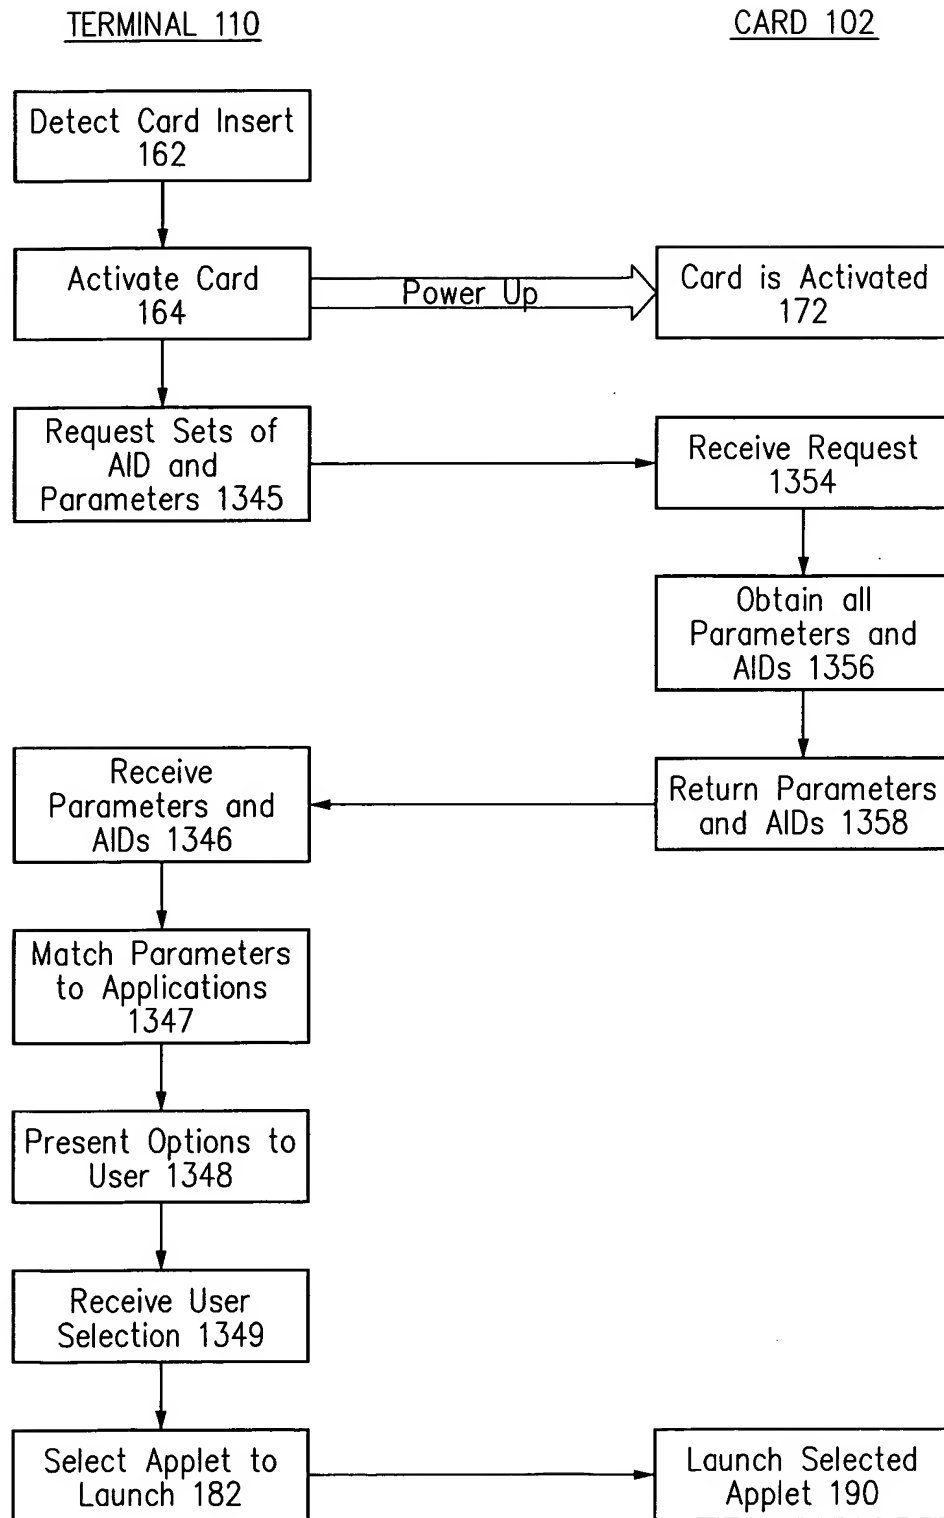 TERMINAL 110
CARD 102
Detect Card Insert
162
Activate Card
164
Power Up
Card is Activated
172
Request Sets of
AID and
Parameters 1345
Receive Request
1354
Obtain all
Parameters and
AIDs 1356
Receive
Parameters and
AIDs 1346
Return Parameters
and AIDs 1358
Match Parameters
to Applications
1347
Present Options to
User 1348
Receive User
Selection 1349
Select Applet to
Launch 182
Launch Selected
Applet 190